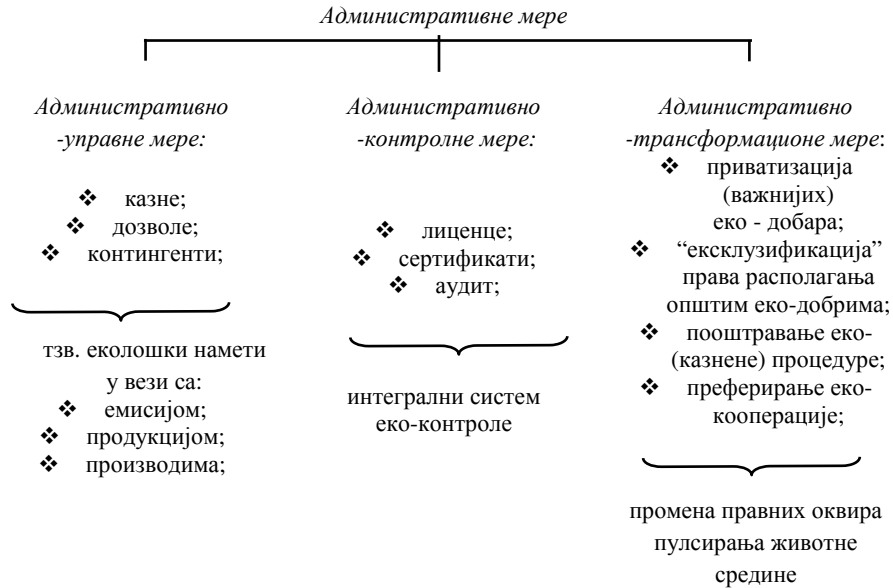 Административне мере
Административно
-управне мере:
❖ казне;
❖ дозволе;
❖ контингенти;
тзв. еколошки намети
у вези са:
❖ емисијом;
❖ продукцијом;
❖ производима;
Административно
-контролне мере:
❖ лиценце;
❖ сертификати;
❖ аудит;
интегрални систем
еко-контроле
Административно
-трансформационе мере:
❖ приватизација
(важнијих)
еко - добара;
❖ “ексклузификација”
права располагања
општим еко-добрима;
❖ пооштравање еко-
(казнене) процедуре;
❖ преферирање еко-
кооперације;
промена правних оквира
пулсирања животне
средине